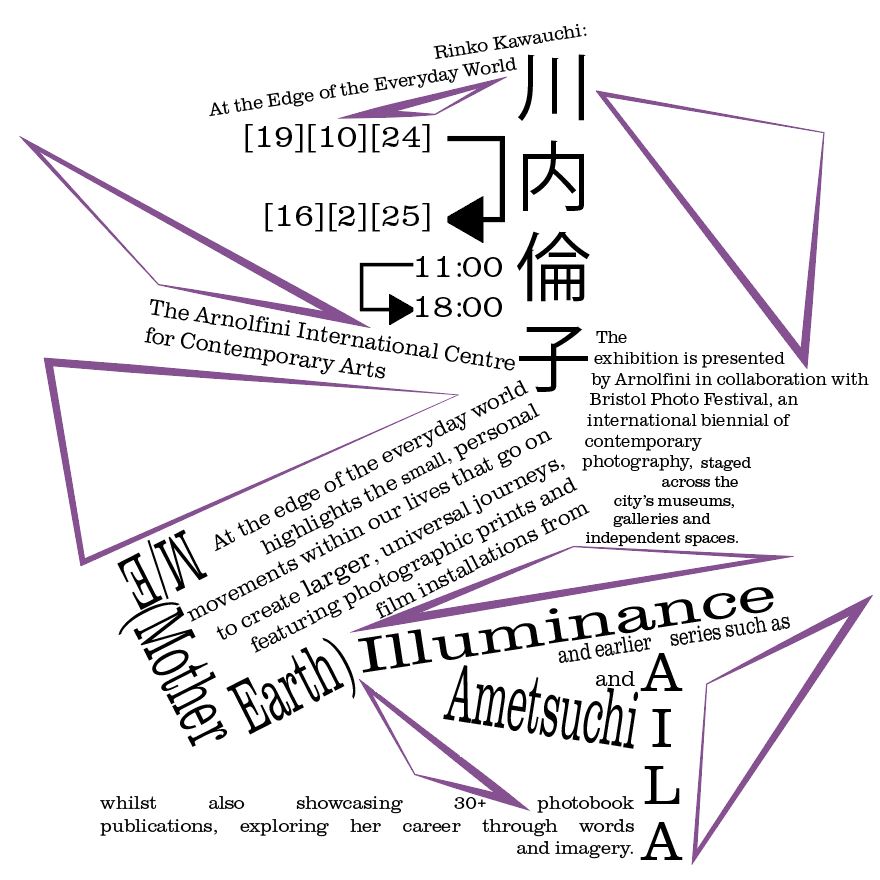 Rinko Kawauchi:
At the Edge of the Everyday World
川
内
倫
子
[19][10][24]
[16][2][25]
11:00
18:00
The Arnolfini International Centre
for Contemporary Arts
The
exhibition is presented
by Arnolfini in collaboration with
Bristol Photo Festival, an
international biennial of
contemporary
photography, staged
across the
city's museums,
galleries and
independent spaces.
At the edge of the everyday world
highlights the small, personal
movements within our lives that go on
to create larger, universal journeys,
featuring photographic prints and
film installations from
M/E
(Mother
Earth)
Illuminance
and earlier series such as
Ametsuchi
and
A
I
L
A
whilst also showcasing 30+ photobook
publications, exploring her career through words
and imagery.